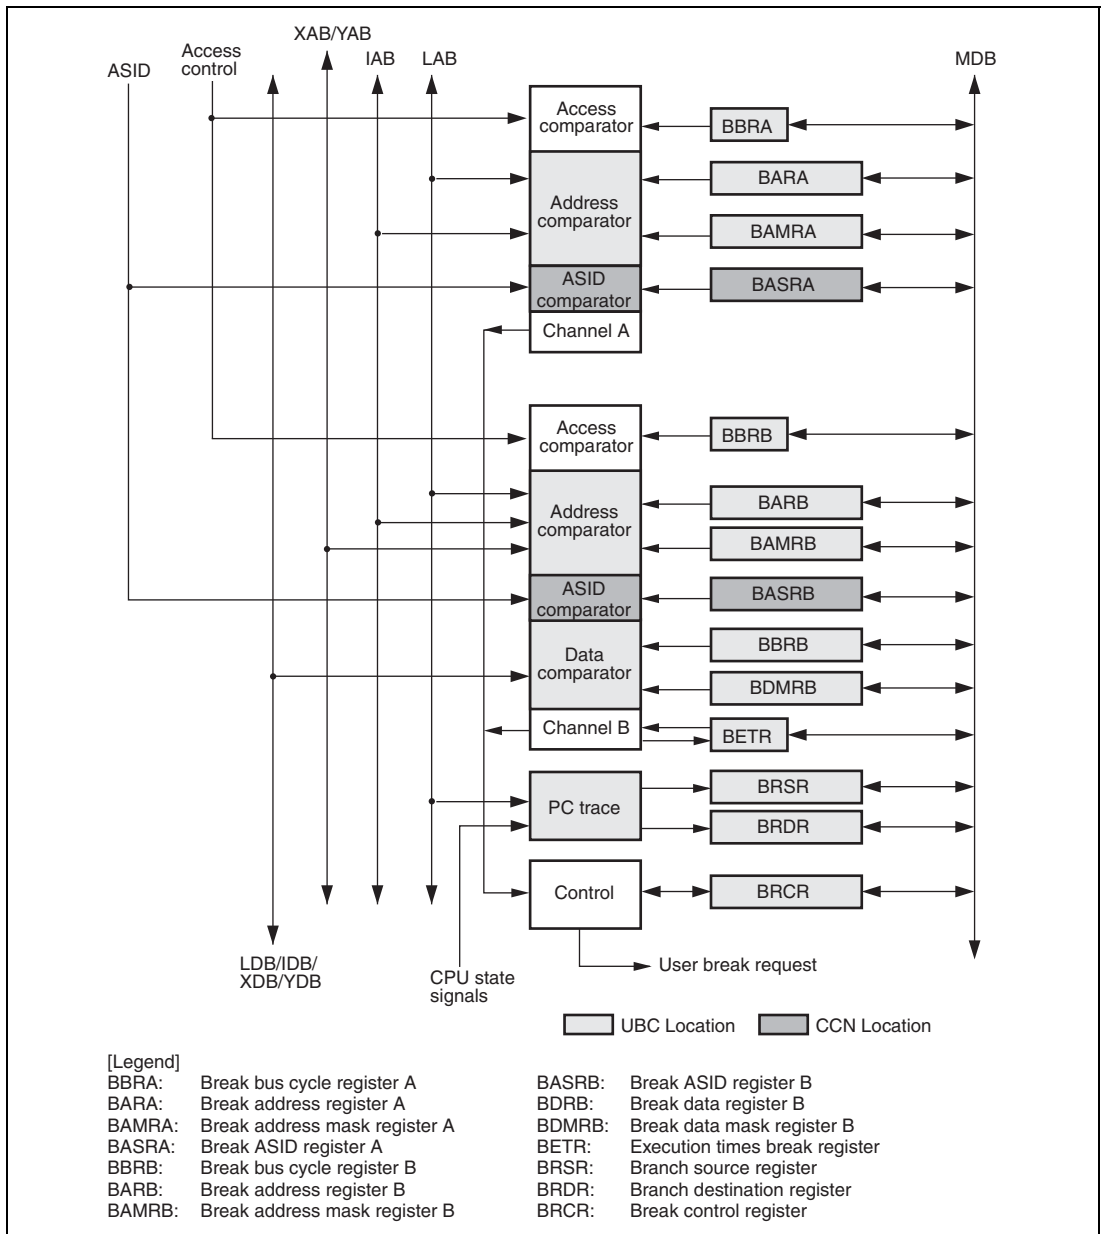 XAB/YAB
Access
control
ASID
IAB
LAB
MDB
Access
comparator
BBRA
Address
comparator
BARA
BAMRA
ASID
comparator
BASRA
Channel A
Access
comparator
BBRB
Address
comparator
BARB
BAMRB
ASID
comparator
BASRB
Data
comparator
BBRB
BDMRB
Channel B
BETR
PC trace
BRSR
BRDR
Control
BRCR
LDB/IDB/
XDB/YDB
CPU state
signals
User break request
UBC Location
CCN Location
[Legend]
BBRA: Break bus cycle register A
BARA: Break address register A
BAMRA: Break address mask register A
BASRA: Break ASID register A
BBRB: Break bus cycle register B
BARB: Break address register B
BAMRB: Break address mask register B
BASRB: Break ASID register B
BDRB: Break data register B
BDMRB: Break data mask register B
BETR: Execution times break register
BRSR: Branch source register
BRDR: Branch destination register
BRCR: Break control register